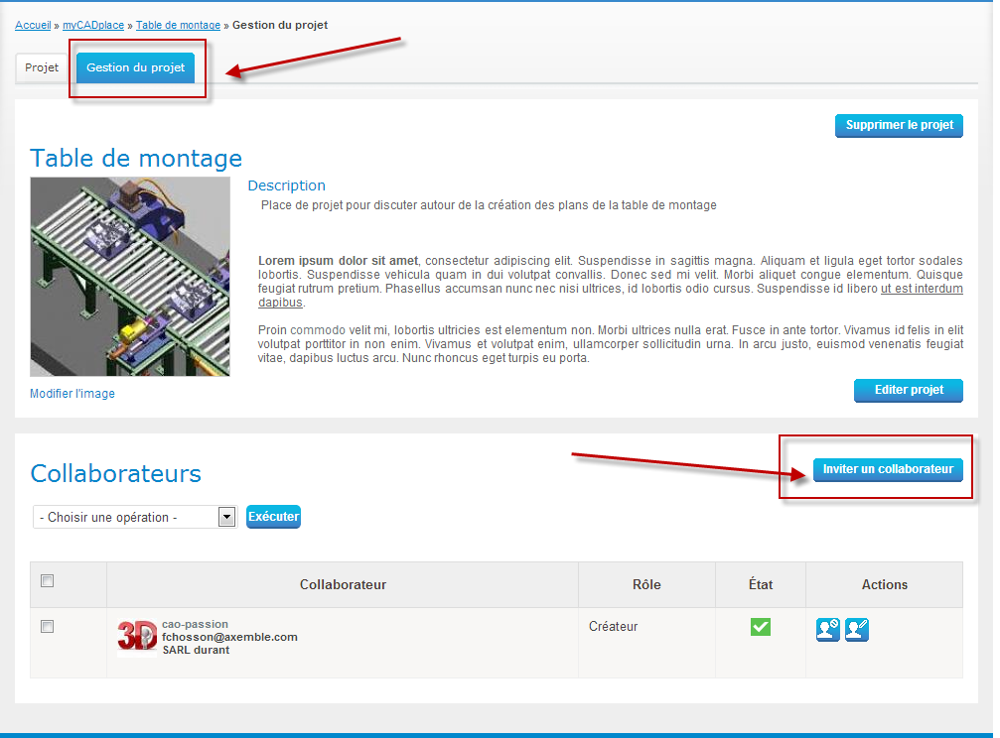 Accueil » myCADplace » Table de montage » Gestion du projet
Projet
Gestion du projet
Supprimer le projet
Table de montage
Description
Place de projet pour discuter autour de la création des plans de la table de montage
Lorem ipsum dolor sit amet, consectetur adipiscing elit. Suspendisse in sagittis magna. Aliquam et ligula eget tortor sodales
lobortis. Suspendisse vehicula quam in dui volutpat convallis. Donec sed mi velit. Morbi aliquet congue elementum. Quisque
feugiat rutrum pretium. Phasellus accumsan nunc nec nisi ultrices, id lobortis odio cursus. Suspendisse id libero ut est interdum
dapibus.
Proin commodo velit mi, lobortis ultricies est elementum non. Morbi ultrices nulla erat. Fusce in ante tortor. Vivamus id felis in elit
volutpat porttitor in non enim. Vivamus et volutpat enim, ullamcorper sollicitudin urna. In arcu justo, euismod venenatis feugiat
vitae, dapibus luctus arcu. Nunc rhoncus eget turpis eu porta.
Modifier l'image
Editer projet
Collaborateurs
Inviter un collaborateur
- Choisir une opération -
Exécuter
Collaborateur
Rôle
État
Actions
3D
cao-passion
fchosson@axemble.com
SARL durant
Créateur